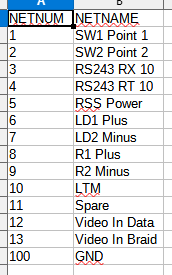 A B
NETNUM NETNAME
1 SW1 Point 1
2 SW2 Point 2
3 RS243 RX 10
4 RS243 RT 10
5 RSS Power
6 LD1 Plus
7 LD2 Minus
8 R1 Plus
9 R2 Minus
10 LTM
11 Spare
12 Video In Data
13 Video In Braid
100 GND